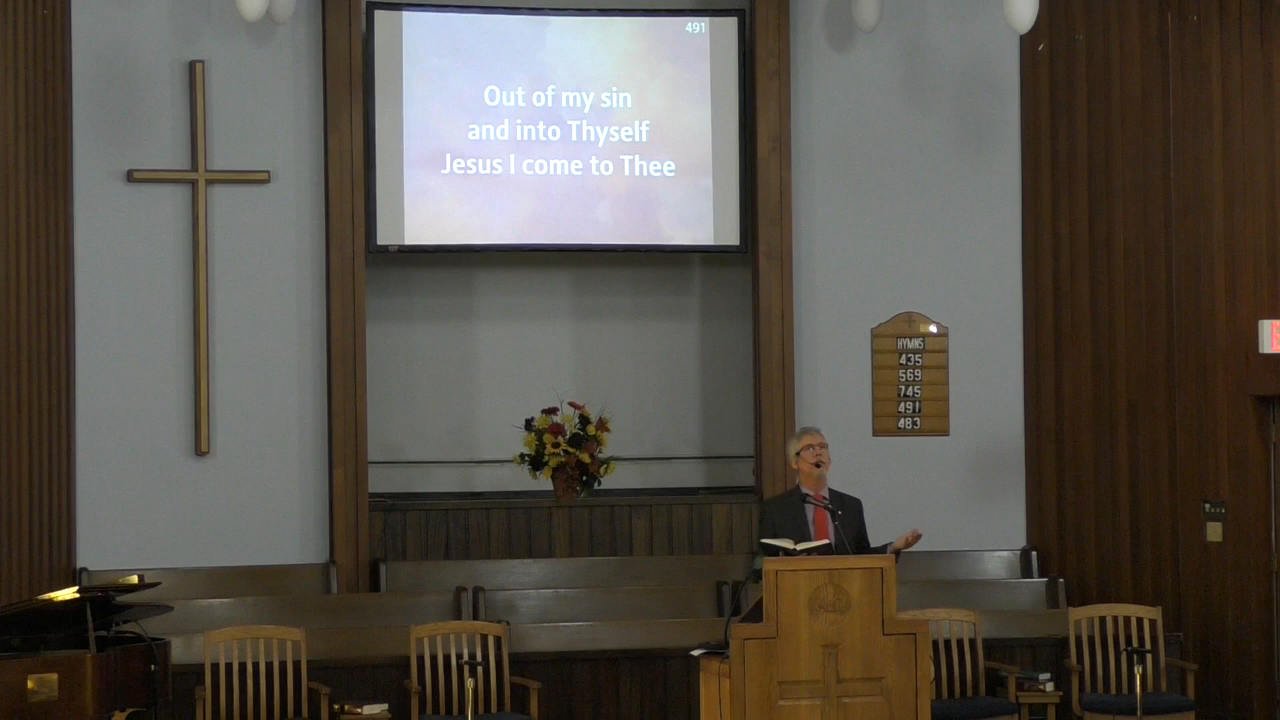 491
Out of my sin
and into Thyself
Jesus I come to Thee
HYMNS
435
569
745
491
483